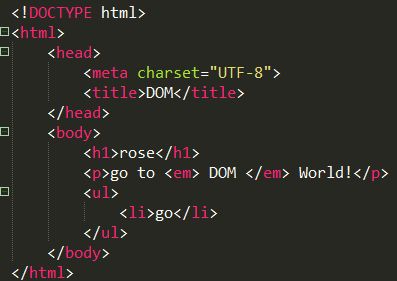 <!DOCTYPE html>
<html>
<head>
<meta charset="UTF-8">
<title>DOM</title>
</head>
<body>
<h1>rose</h1>
<p>go to <em> DOM </em> World!</p>
<ul>
<li>go</li>
</ul>
</body>
</html>